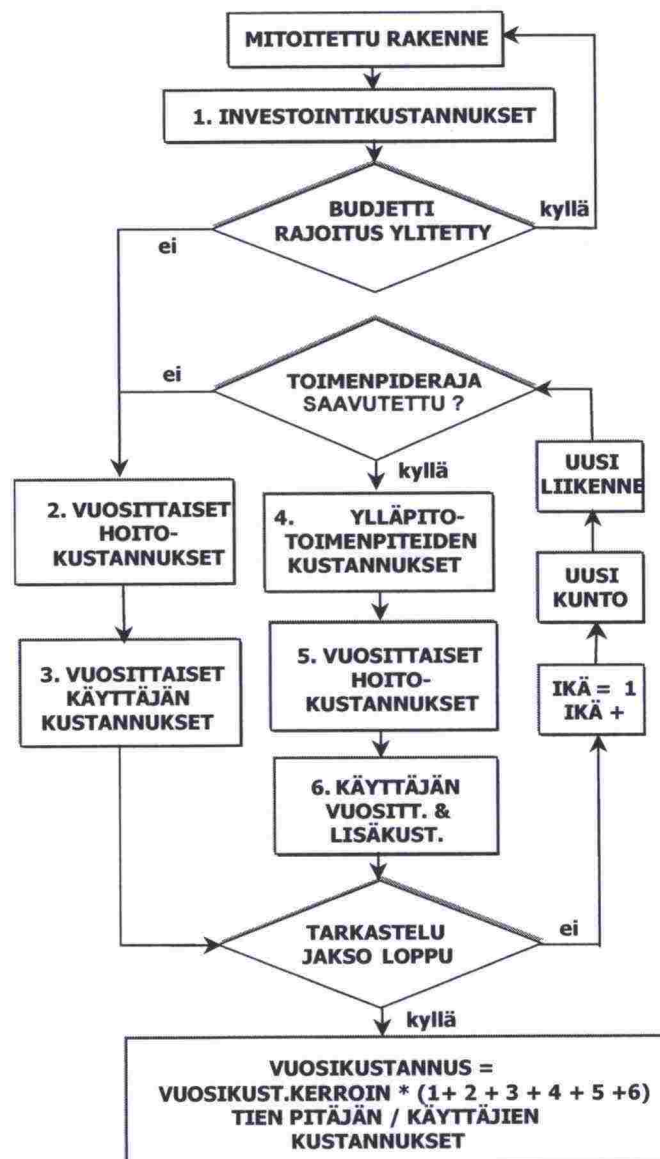 MITOITETTU RAKENNE
1. INVESTOINTIKUSTANNUKSET
BUDJETTI
RAJOITUS YLITETTY
kyllä
ei
TOIMENPIDERAJA
SAAVUTETTU ?
ei
kyllä
UUSI
LIIKENNE
2. VUOSITTAISET
HOITO-
KUSTANNUKSET
4. YLLÄPITO-
TOIMENPITEIDEN
KUSTANNUKSET
UUSI
KUNTO
3. VUOSITTAISET
KÄYTTÄJÄN
KUSTANNUKSET
5. VUOSITTAISET
HOITO-
KUSTANNUKSET
IKÄ = 1
IKÄ +
6. KÄYTTÄJÄN
VUOSITT. &
LISÄKUST.
TARKASTELU
JAKSO LOPPU
ei
kyllä
VUOSIKUSTANNUS =
VUOSIKUST.KERROIN * (1+ 2 + 3 + 4 + 5 +6)
TIEN PITÄJÄN / KÄYTTÄJIEN
KUSTANNUKSET